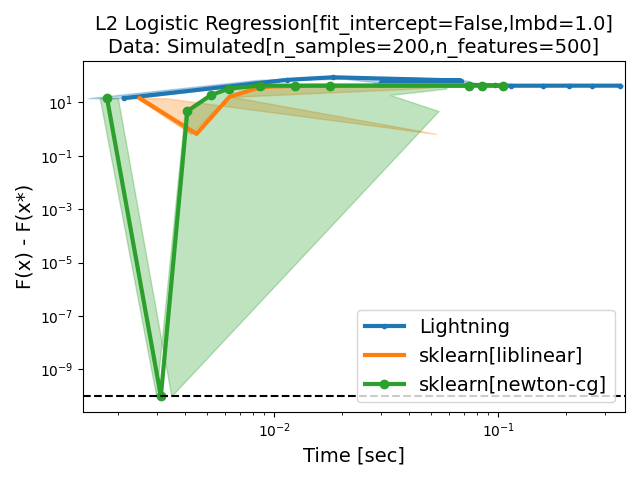 L2 Logistic Regression[fit_intercept=False,lmbd=1.0]
Data: Simulated[n_samples=200,n_features=500]
F(x) - F(x*)
10^1
10^-1
10^-3
10^-5
10^-7
10^-9
Lightning
sklearn[liblinear]
sklearn[newton-cg]
10^-2
10^-1
Time [sec]